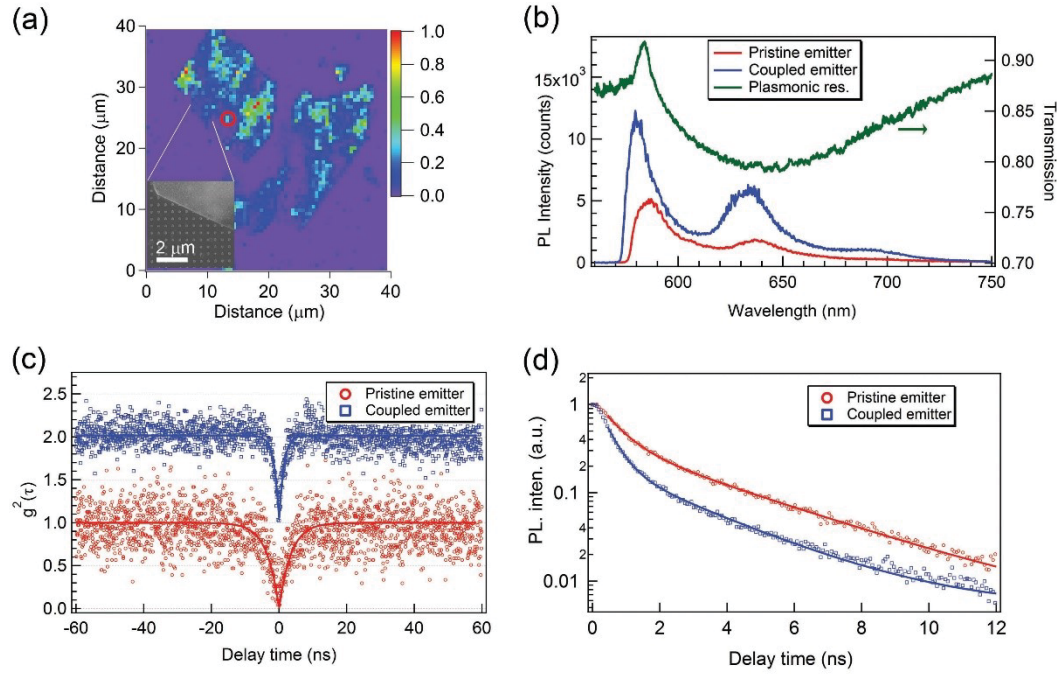 (a)
40
30
20
10
0
Distance (μm)
0 10 20 30 40
Distance (μm)
2 μm
1.0
0.8
0.6
0.4
0.2
0.0
(b)
Pristine emitter
Coupled emitter
Plasmonic res.
15x10³
10
5
0
PL Intensity (counts)
0.90
0.85
0.80
0.75
0.70
Transmission
600 650 700 750
Wavelength (nm)
(c)
Pristine emitter
Coupled emitter
2.5
2.0
1.5
1.0
0.5
0.0
g²(τ)
-60 -40 -20 0 20 40 60
Delay time (ns)
(d)
Pristine emitter
Coupled emitter
2
1
4
2
0.1
4
2
0.01
PL. inten. (a.u.)
0 2 4 6 8 10 12
Delay time (ns)